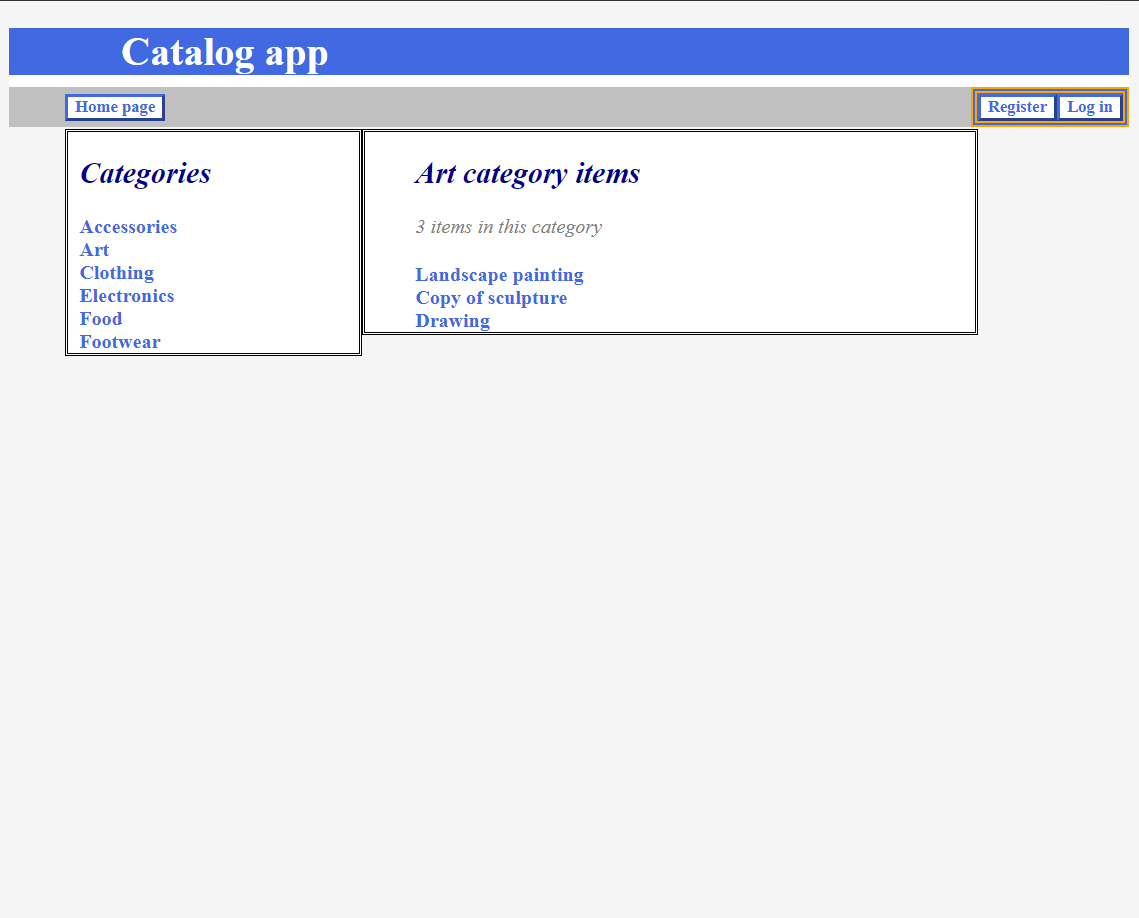 Catalog app
Home page
Register
Log in
Categories
Accessories
Art
Clothing
Electronics
Food
Footwear
Art category items
3 items in this category
Landscape painting
Copy of sculpture
Drawing